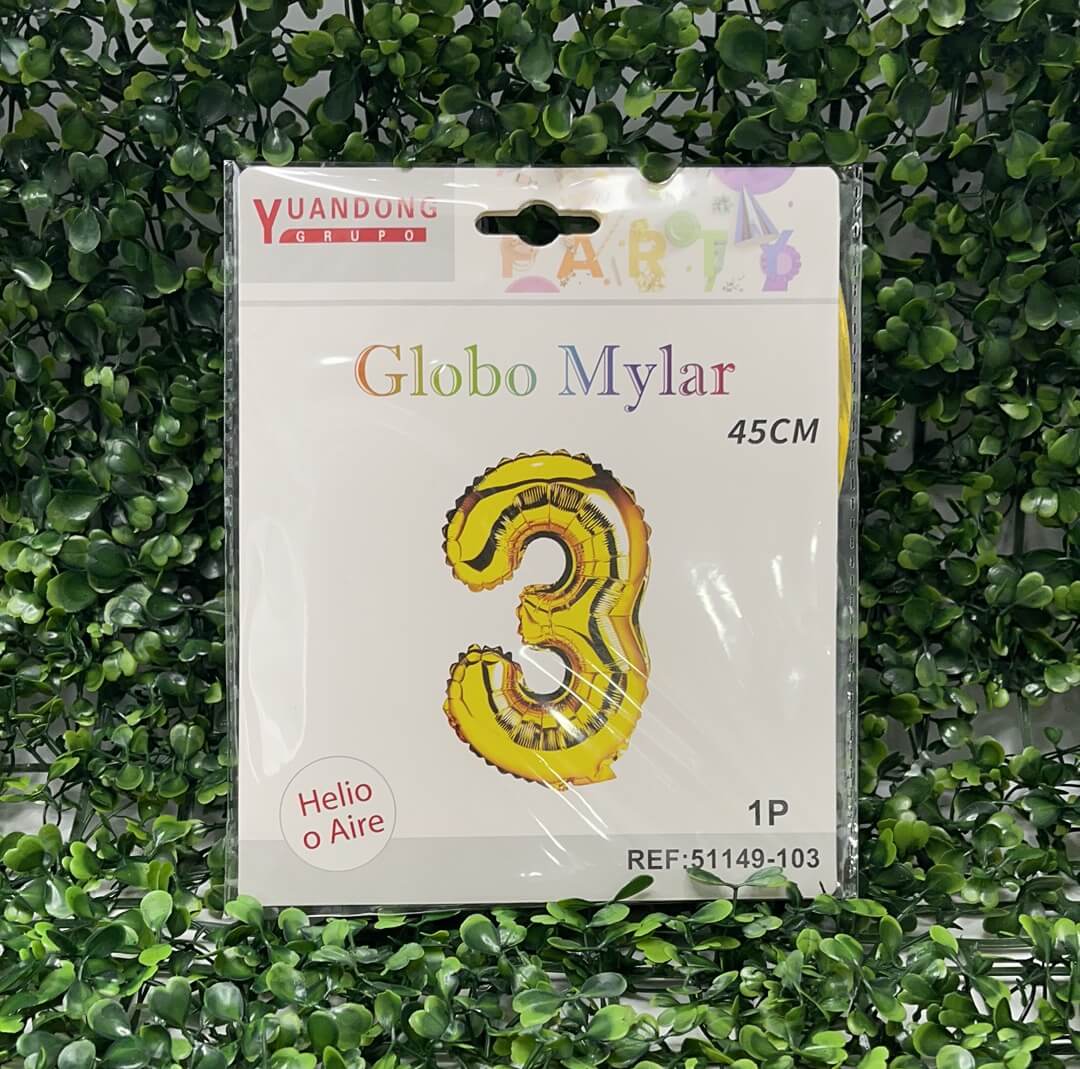 YUANDONG
GRUPO
PARTY
Globo Mylar
45CM
3
Helio
o Aire
1P
REF:51149-103